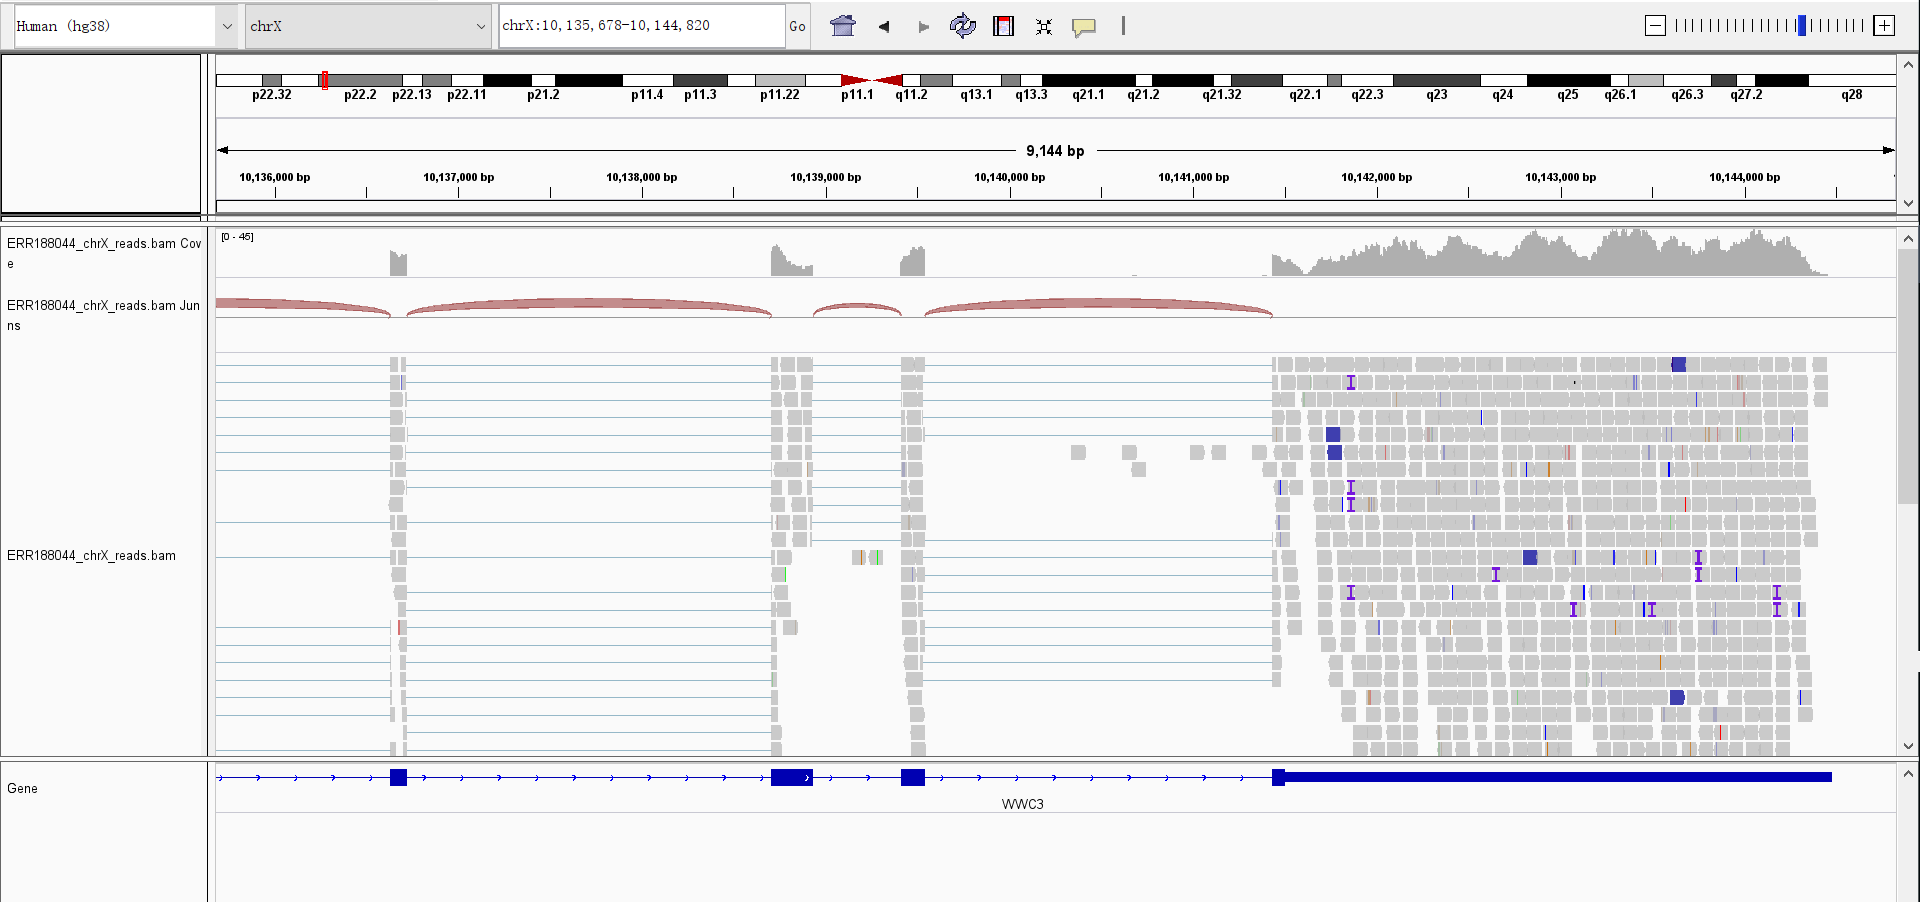 Human (hg38) chrX chrX:10,135,678-10,144,820 Go
p22.32 p22.2 p22.13 p22.11 p21.2 p11.4 p11.3 p11.22 p11.1 q11.2 q13.1 q13.3 q21.1 q21.2 q21.32 q22.1 q22.3 q23 q24 q25 q26.1 q26.3 q27.2 q28
9,144 bp
10,136,000 bp 10,137,000 bp 10,138,000 bp 10,139,000 bp 10,140,000 bp 10,141,000 bp 10,142,000 bp 10,143,000 bp 10,144,000 bp
ERR188044_chrX_reads.bam Cov [0 - 45]
e
ERR188044_chrX_reads.bam Jun
ns
ERR188044_chrX_reads.bam
Gene
WWC3